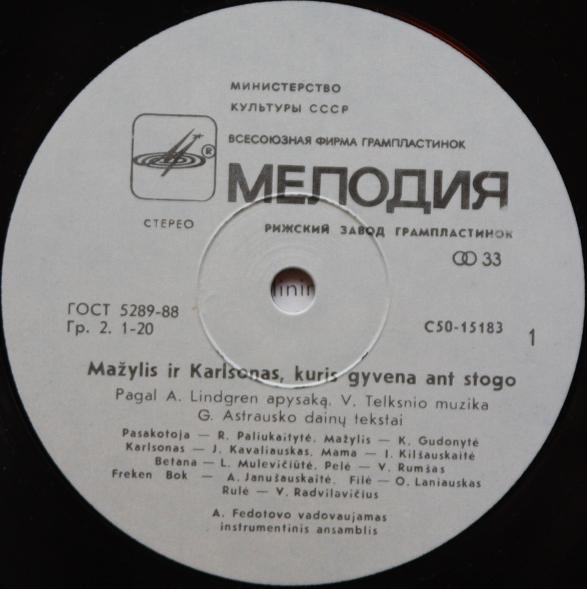 МИНИСТЕРСТВО
КУЛЬТУРЫ СССР
ВСЕСОЮЗНАЯ ФИРМА ГРАМПЛАСТИНОК
®
МЕЛОДИЯ
СТЕРЕО
РИЖСКИЙ ЗАВОД ГРАМПЛАСТИНОК
33
ГОСТ 5289-88
Гр. 2. 1-20
С50-15183
1
Mažylis ir Karlsonas, kuris gyvena ant stogo
Pagal A. Lindgren apysaką. V. Telksnio muzika
G. Astrausko dainų tekstai
Pasakotoja — R. Paliukaitytė. Mažylis — K. Gudonytė
Karlsonas — J. Kavaliauskas. Mama — I. Kilšauskaitė
Betana — L. Mulevičiūtė. Pelė — V. Rumšas
Freken Bok — A. Janušauskaitė. Filė — O. Laniauskas
Rulė — V. Radvilavičius
A. Fedotovo vadovaujamas
instrumentinis ansamblis